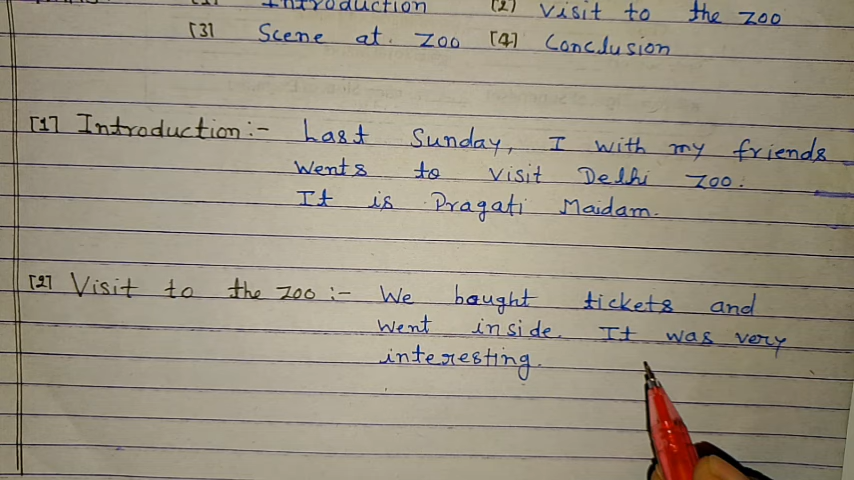 [1] Introduction [2] Visit to the zoo
[3] Scene at zoo [4] Conclusion
[1] Introduction:- Last Sunday, I with my friends
wents to visit Delhi zoo.
It is Pragati Maidam.
[2] Visit to the zoo:- We bought tickets and
went inside. It was very
interesting.